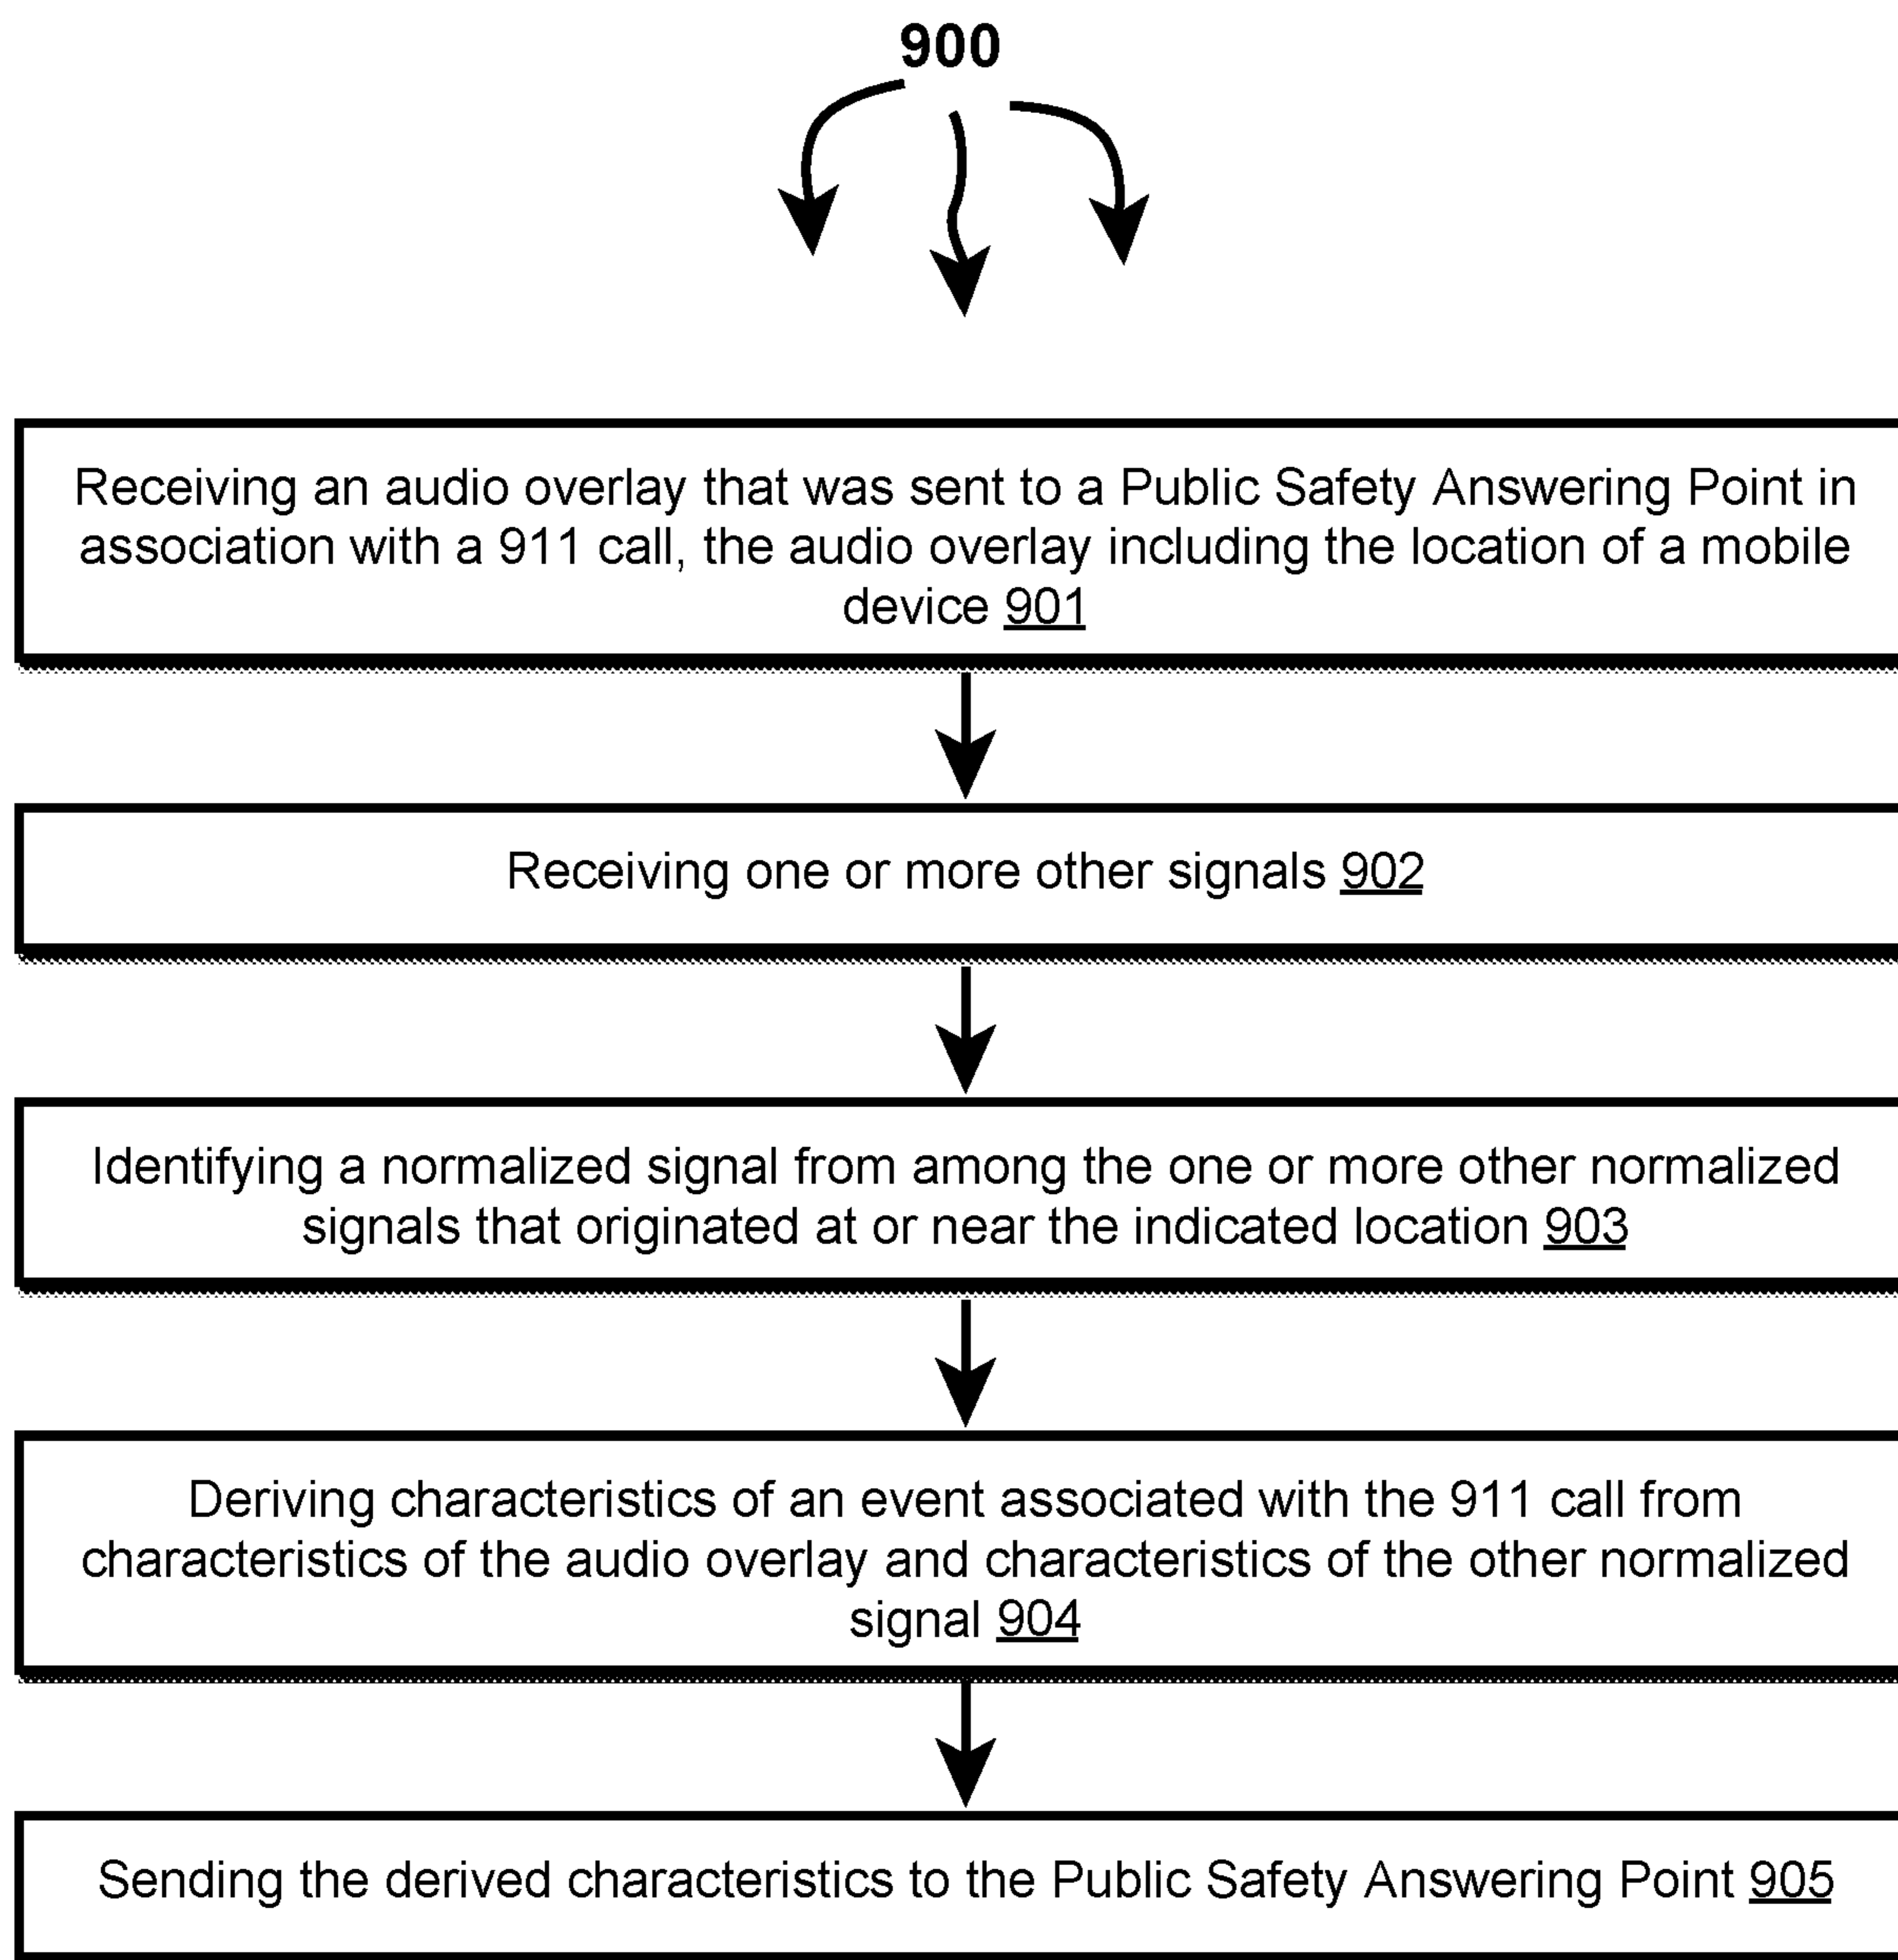 900
Receiving an audio overlay that was sent to a Public Safety Answering Point in
association with a 911 call, the audio overlay including the location of a mobile
device 901
Receiving one or more other signals 902
Identifying a normalized signal from among the one or more other normalized
signals that originated at or near the indicated location 903
Deriving characteristics of an event associated with the 911 call from
characteristics of the audio overlay and characteristics of the other normalized
signal 904
Sending the derived characteristics to the Public Safety Answering Point 905